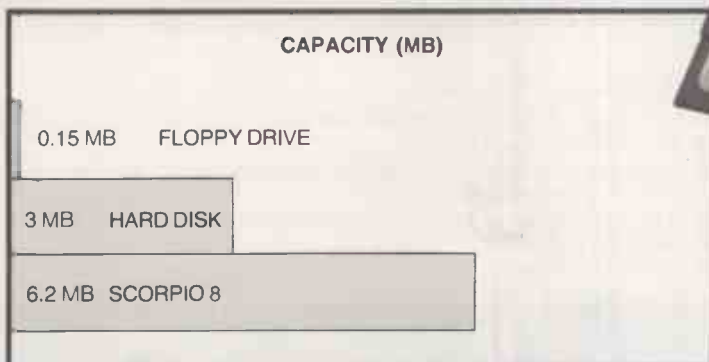 CAPACITY (MB)
0.15 MB FLOPPY DRIVE
3 MB HARD DISK
6.2 MB SCORPIO 8